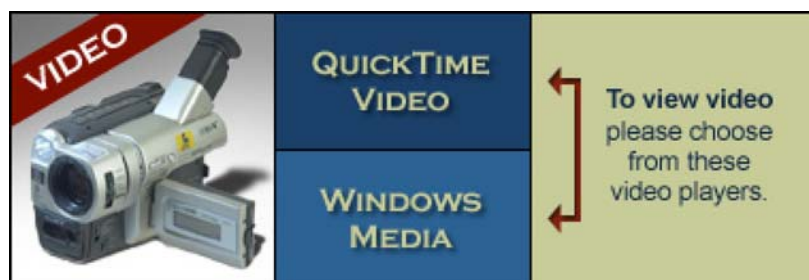 VIDEO
QUICKTIME
VIDEO
WINDOWS
MEDIA
To view video
please choose
from these
video players.